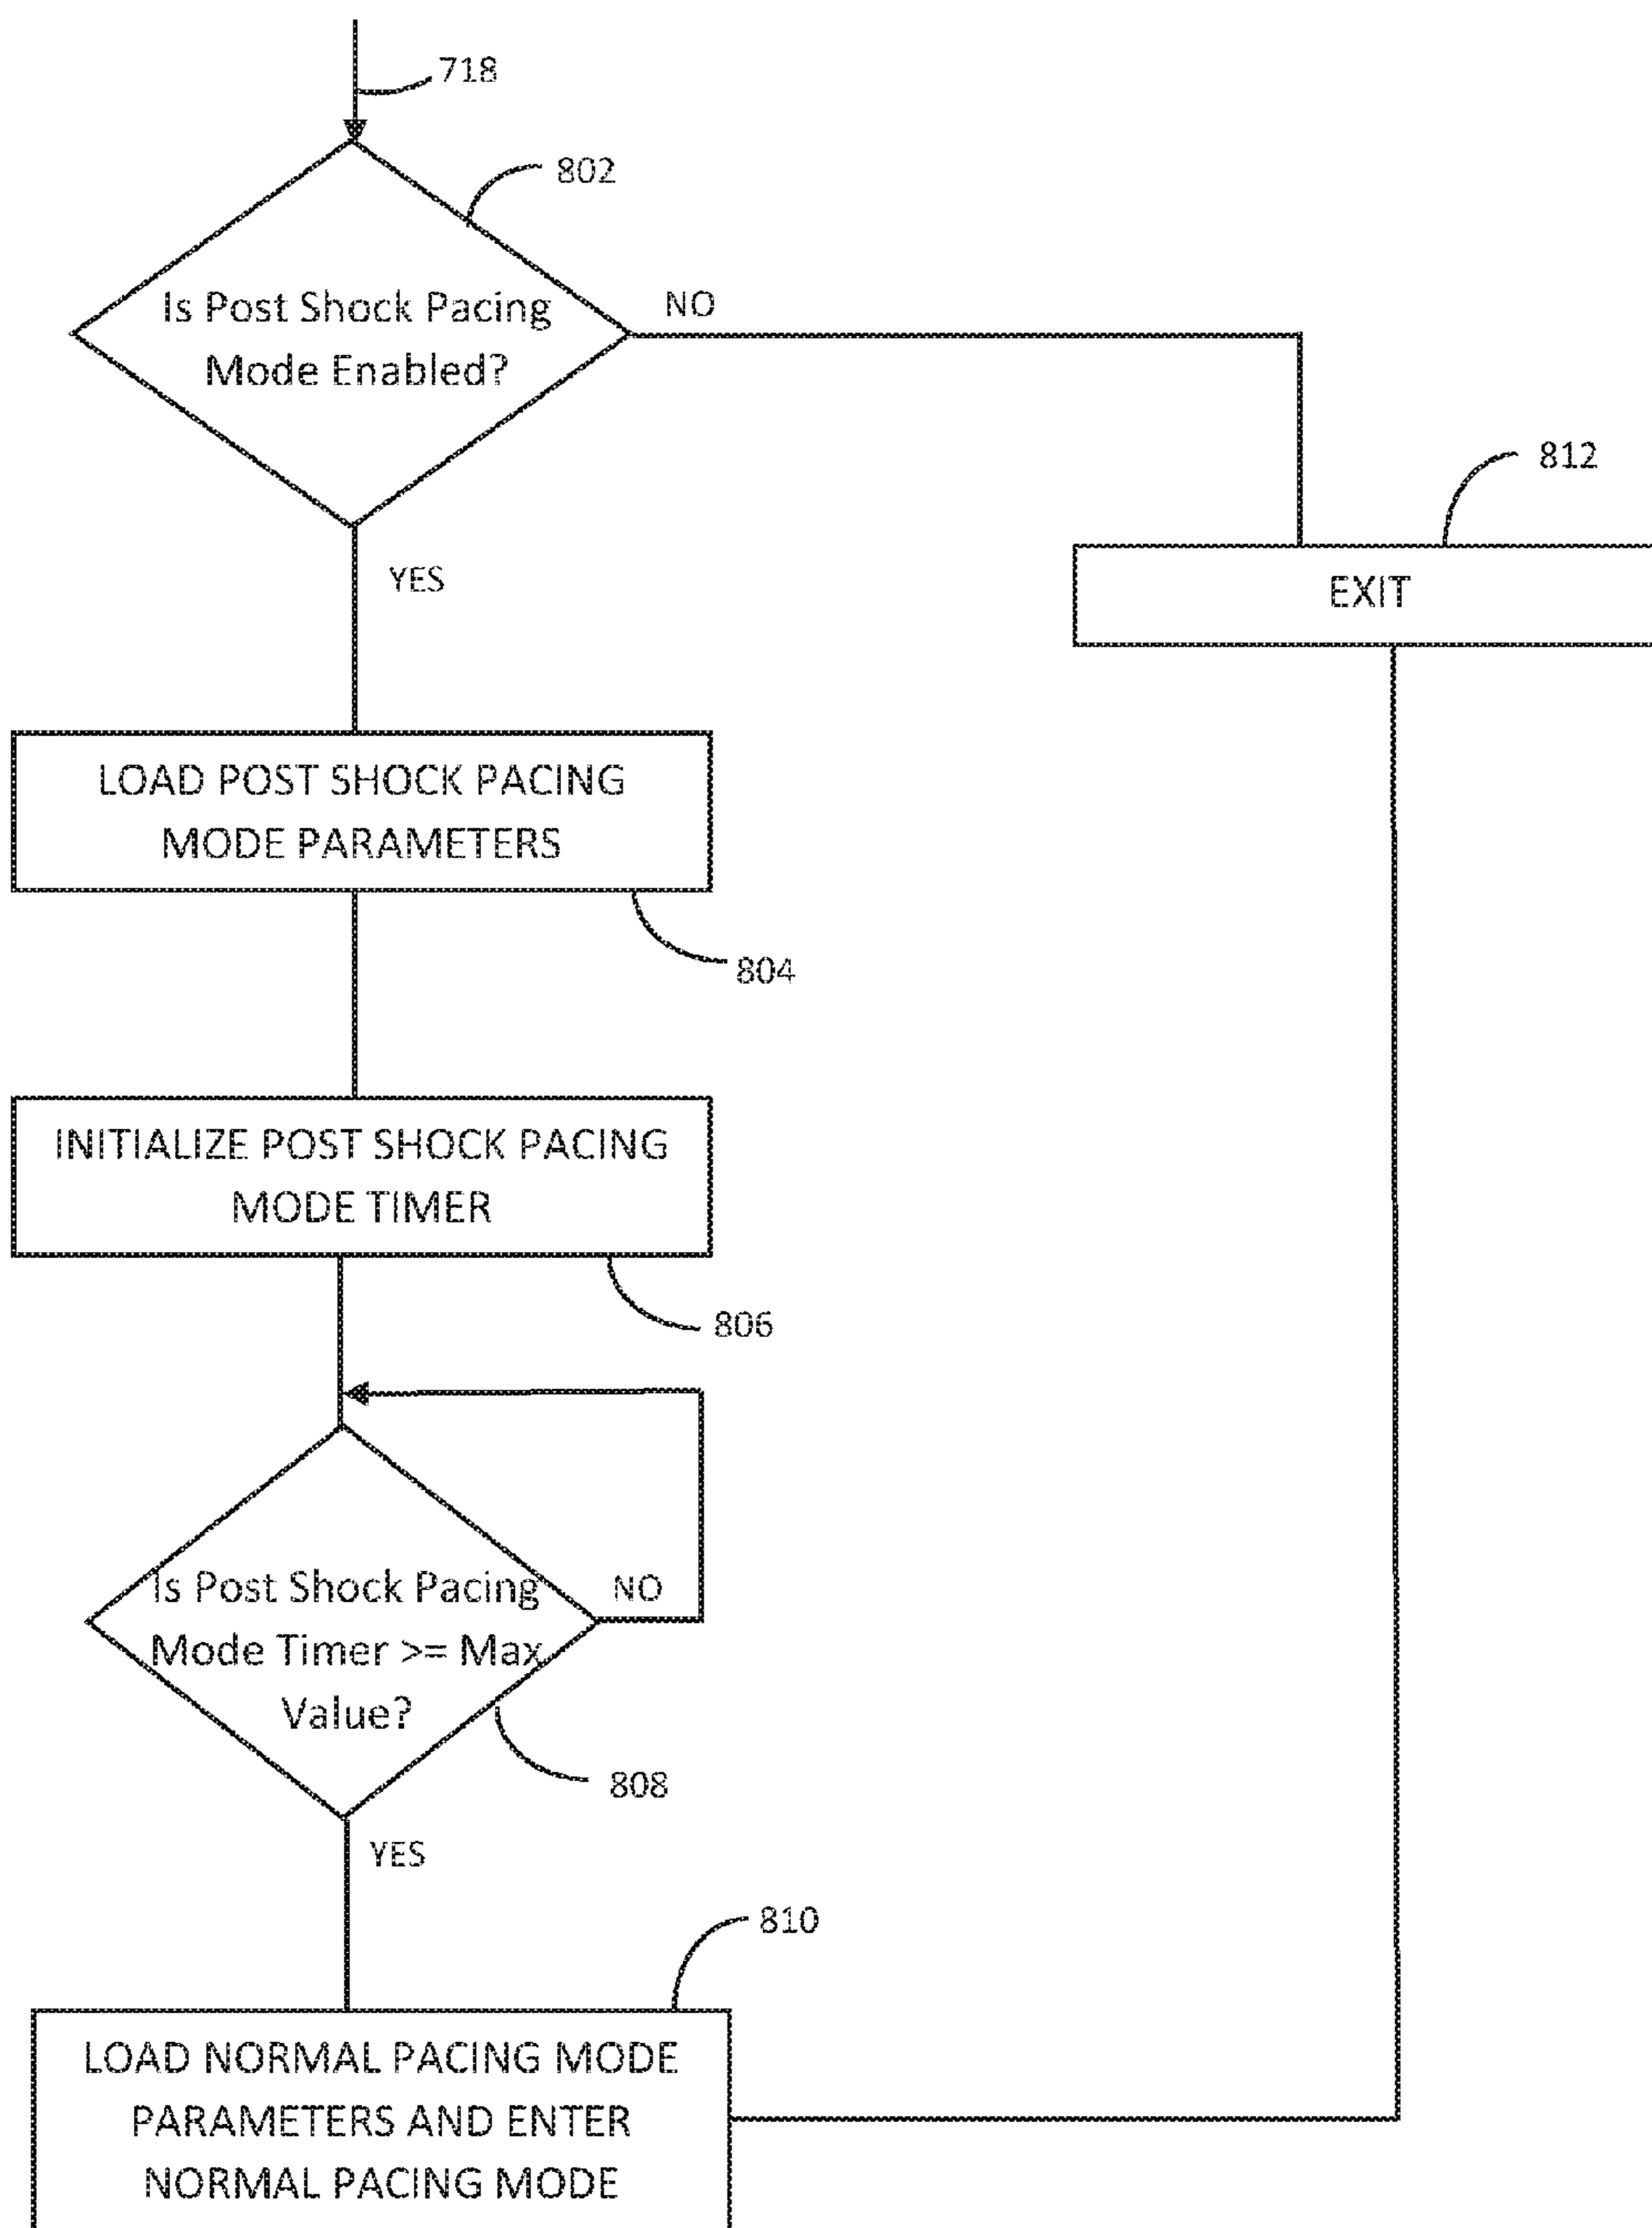 718
802
Is Post Shock Pacing
Mode Enabled?
NO
812
EXIT
YES
LOAD POST SHOCK PACING
MODE PARAMETERS
804
INITIALIZE POST SHOCK PACING
MODE TIMER
806
Is Post Shock Pacing
Mode Timer >= Max
Value?
NO
808
YES
810
LOAD NORMAL PACING MODE
PARAMETERS AND ENTER
NORMAL PACING MODE